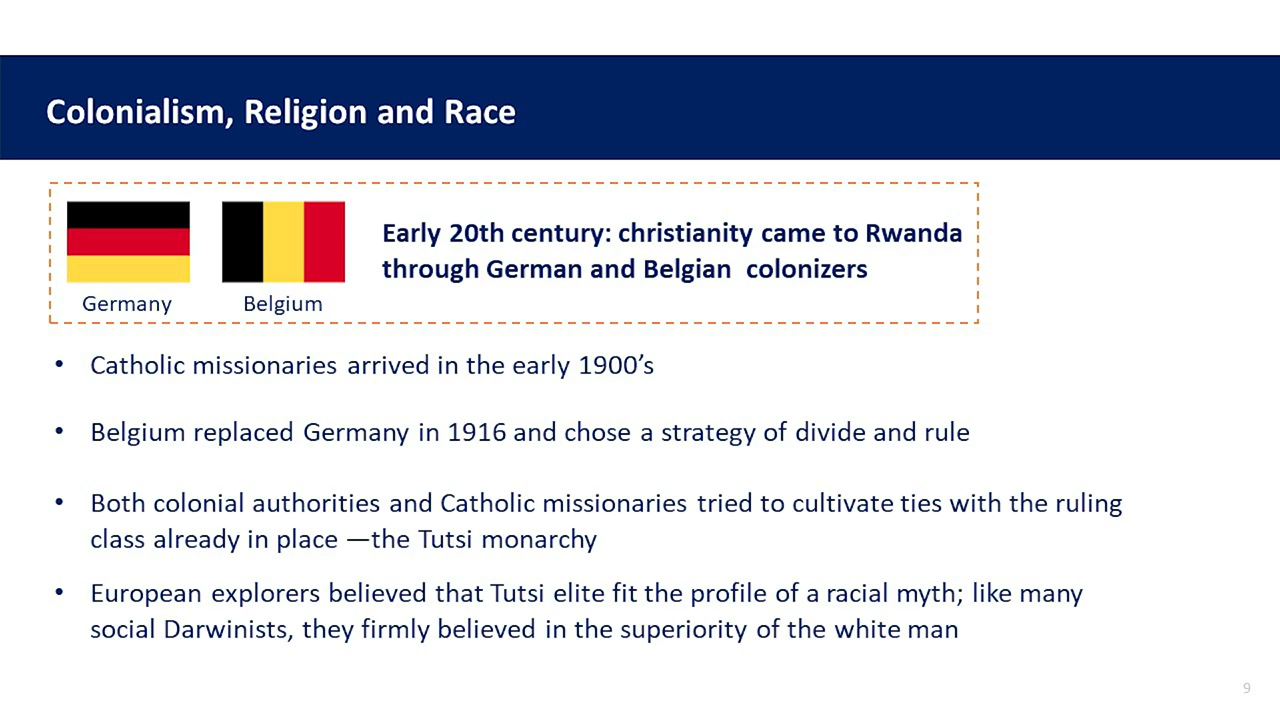 Colonialism, Religion and Race
Early 20th century: christianity came to Rwanda
through German and Belgian colonizers
Germany
Belgium
• Catholic missionaries arrived in the early 1900’s
• Belgium replaced Germany in 1916 and chose a strategy of divide and rule
• Both colonial authorities and Catholic missionaries tried to cultivate ties with the ruling
class already in place —the Tutsi monarchy
• European explorers believed that Tutsi elite fit the profile of a racial myth; like many
social Darwinists, they firmly believed in the superiority of the white man
9